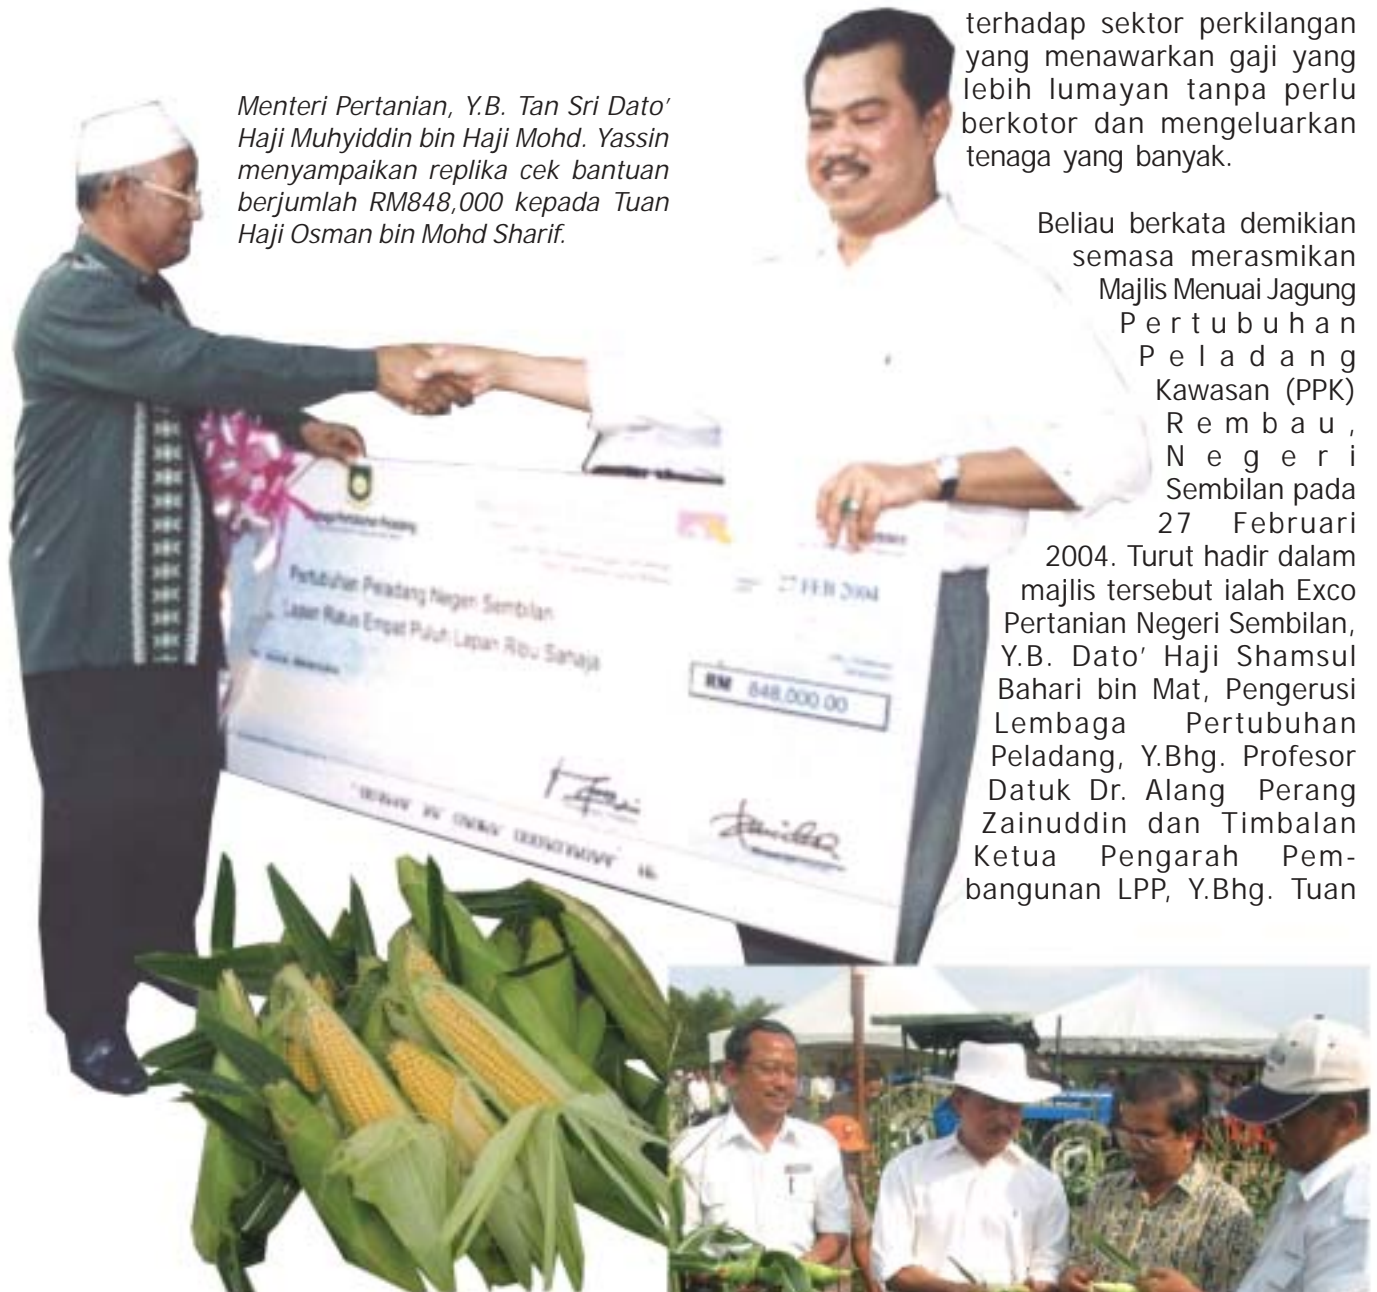 Menteri Pertanian, Y.B. Tan Sri Dato’
Haji Muhyiddin bin Haji Mohd. Yassin
menyampaikan replika cek bantuan
berjumlah RM848,000 kepada Tuan
Haji Osman bin Mohd Sharif.
terhadap sektor perkilangan
yang menawarkan gaji yang
lebih lumayan tanpa perlu
berkotor dan mengeluarkan
tenaga yang banyak.
Beliau berkata demikian
semasa merasmikan
Majlis Menuai Jagung
Pertubuhan
Peladang
Kawasan (PPK)
Rembau,
Negeri
Sembilan pada
27 Februari
2004. Turut hadir dalam
majlis tersebut ialah Exco
Pertanian Negeri Sembilan,
Y.B. Dato’ Haji Shamsul
Bahari bin Mat, Pengerusi
Lembaga Pertubuhan
Peladang, Y.Bhg. Profesor
Datuk Dr. Alang Perang
Zainuddin dan Timbalan
Ketua Pengarah Pem-
bangunan LPP, Y.Bhg. Tuan
27 FEB 2004
Pertubuhan Peladang Negeri Sembilan
Lapan Ratus Empat Puluh Lapan Ribu Sahaja
RM 848,000.00